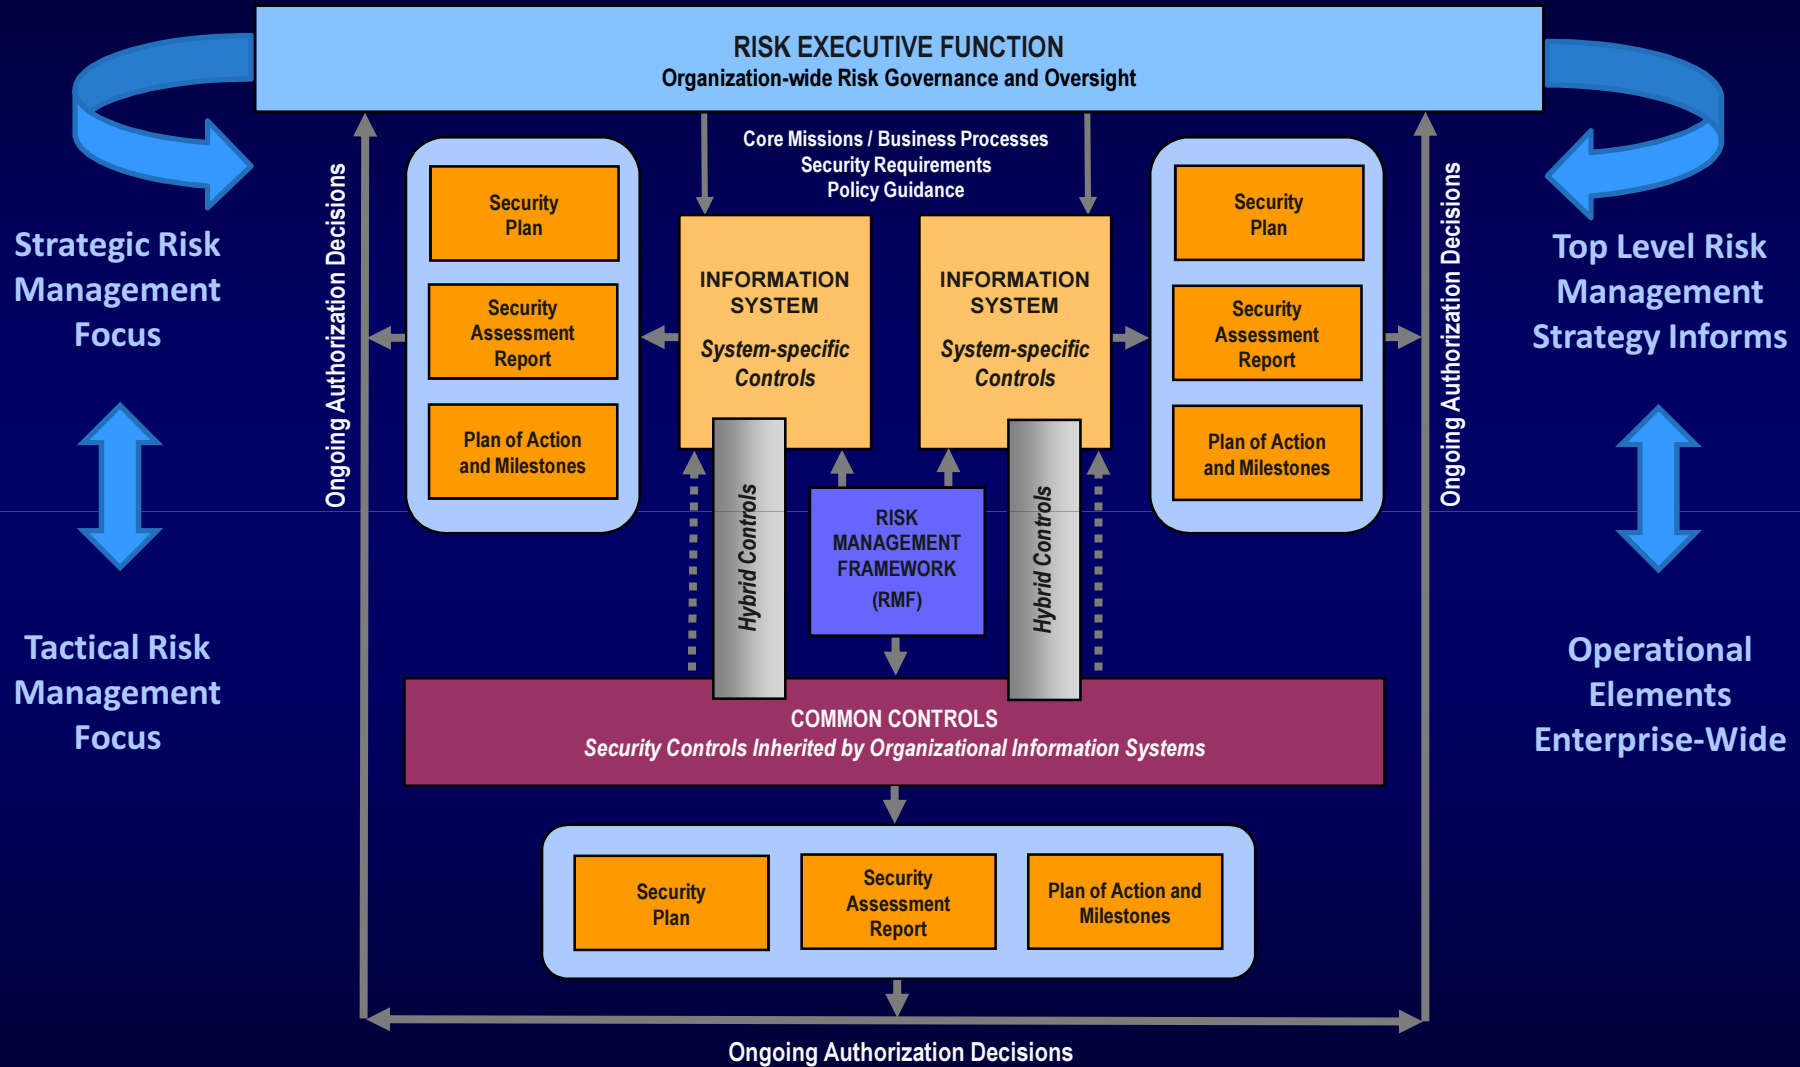 RISK EXECUTIVE FUNCTION
Organization-wide Risk Governance and Oversight
Core Missions / Business Processes
Security Requirements
Policy Guidance
Strategic Risk
Management
Focus
Tactical Risk
Management
Focus
Ongoing Authorization Decisions
Security
Plan
Security
Assessment
Report
Plan of Action
and Milestones
INFORMATION
SYSTEM
System-specific
Controls
INFORMATION
SYSTEM
System-specific
Controls
Security
Plan
Security
Assessment
Report
Plan of Action
and Milestones
Ongoing Authorization Decisions
Top Level Risk
Management
Strategy Informs
Operational
Elements
Enterprise-Wide
Hybrid Controls
RISK
MANAGEMENT
FRAMEWORK
(RMF)
Hybrid Controls
COMMON CONTROLS
Security Controls Inherited by Organizational Information Systems
Security
Plan
Security
Assessment
Report
Plan of Action and
Milestones
Ongoing Authorization Decisions